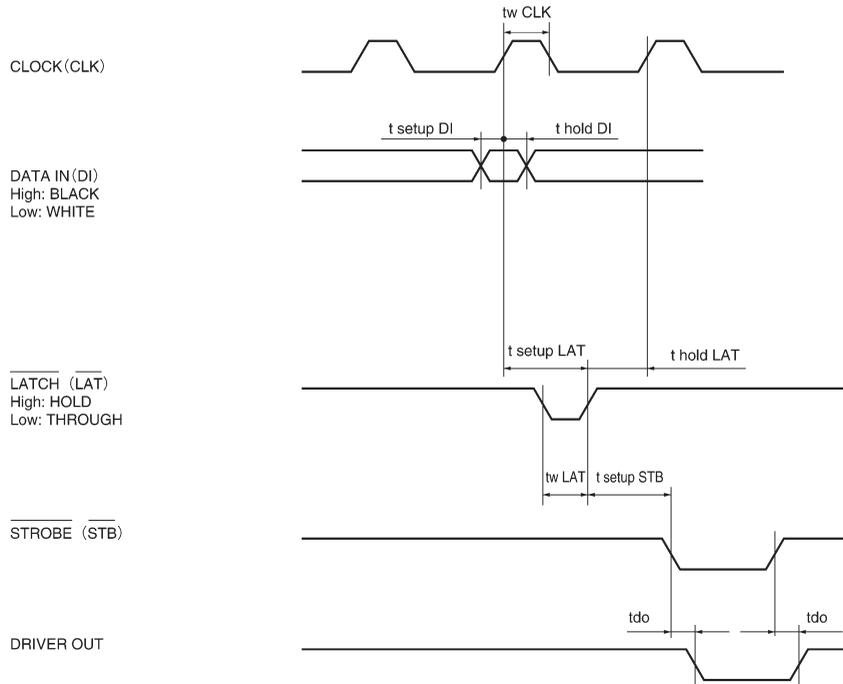 tw CLK
CLOCK(CLK)
t setup DI
t hold DI
DATA IN(DI)
High: BLACK
Low: WHITE
t setup LAT
t hold LAT
LATCH (LAT)
High: HOLD
Low: THROUGH
tw LAT
t setup STB
STROBE (STB)
tdo
tdo
DRIVER OUT